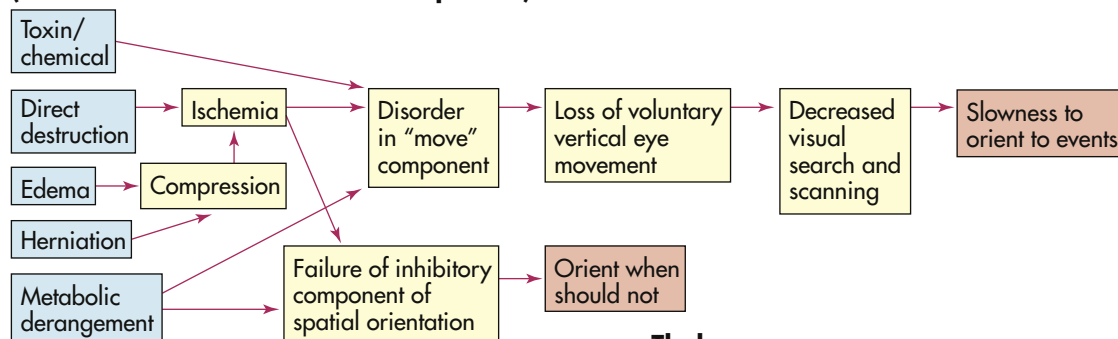 Toxin/
chemical
Direct
destruction
Ischemia
Disorder
in “move”
component
Loss of voluntary
vertical eye
movement
Decreased
visual
search and
scanning
Slowness to
orient to events
Edema
Compression
Herniation
Metabolic
derangement
Failure of inhibitory
component of
spatial orientation
Orient when
should not